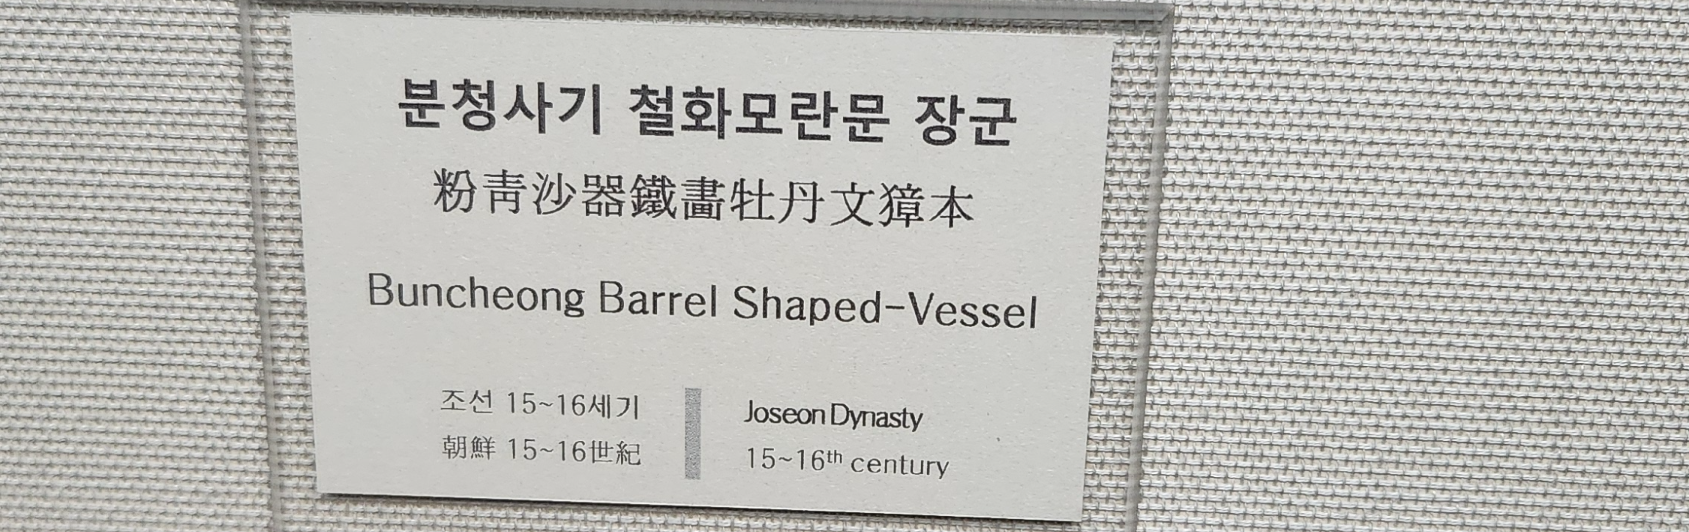 분청사기 철화모란문 장군
粉靑沙器鐵畵牡丹文獐本
Buncheong Barrel Shaped-Vessel
조선 15~16세기
朝鮮 15~16世紀
Joseon Dynasty
15~16th century